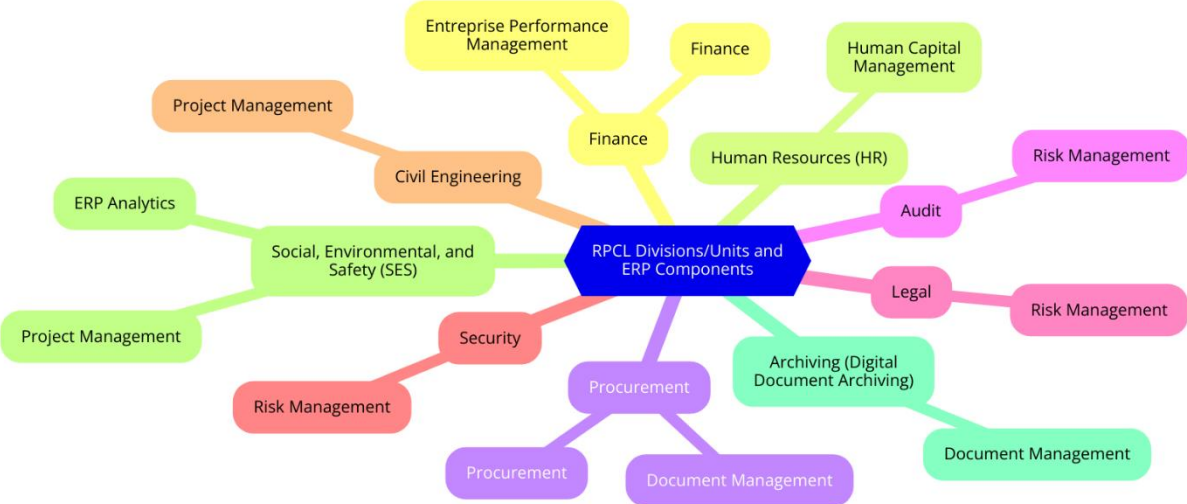 Entreprise Performance
Management
Finance
Human Capital
Management
Project Management
Finance
Human Resources (HR)
Risk Management
Civil Engineering
ERP Analytics
Audit
Social, Environmental, and
Safety (SES)
RPCL Divisions/Units and
ERP Components
Legal
Risk Management
Project Management
Security
Archiving (Digital
Document Archiving)
Procurement
Risk Management
Document Management
Procurement
Document Management